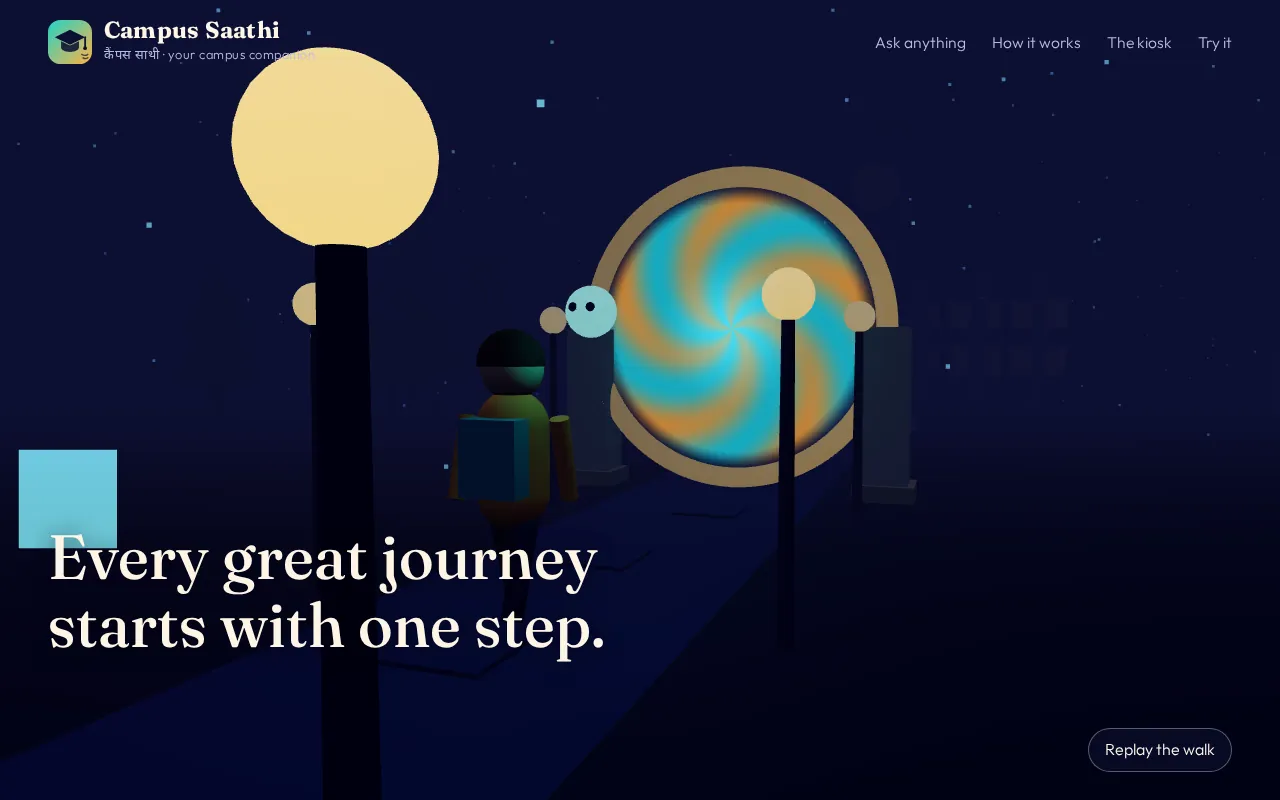 Campus Saathi
कैंपस साथी · your campus companion
Ask anything
How it works
The kiosk
Try it
Every great journey
starts with one step.
Replay the walk